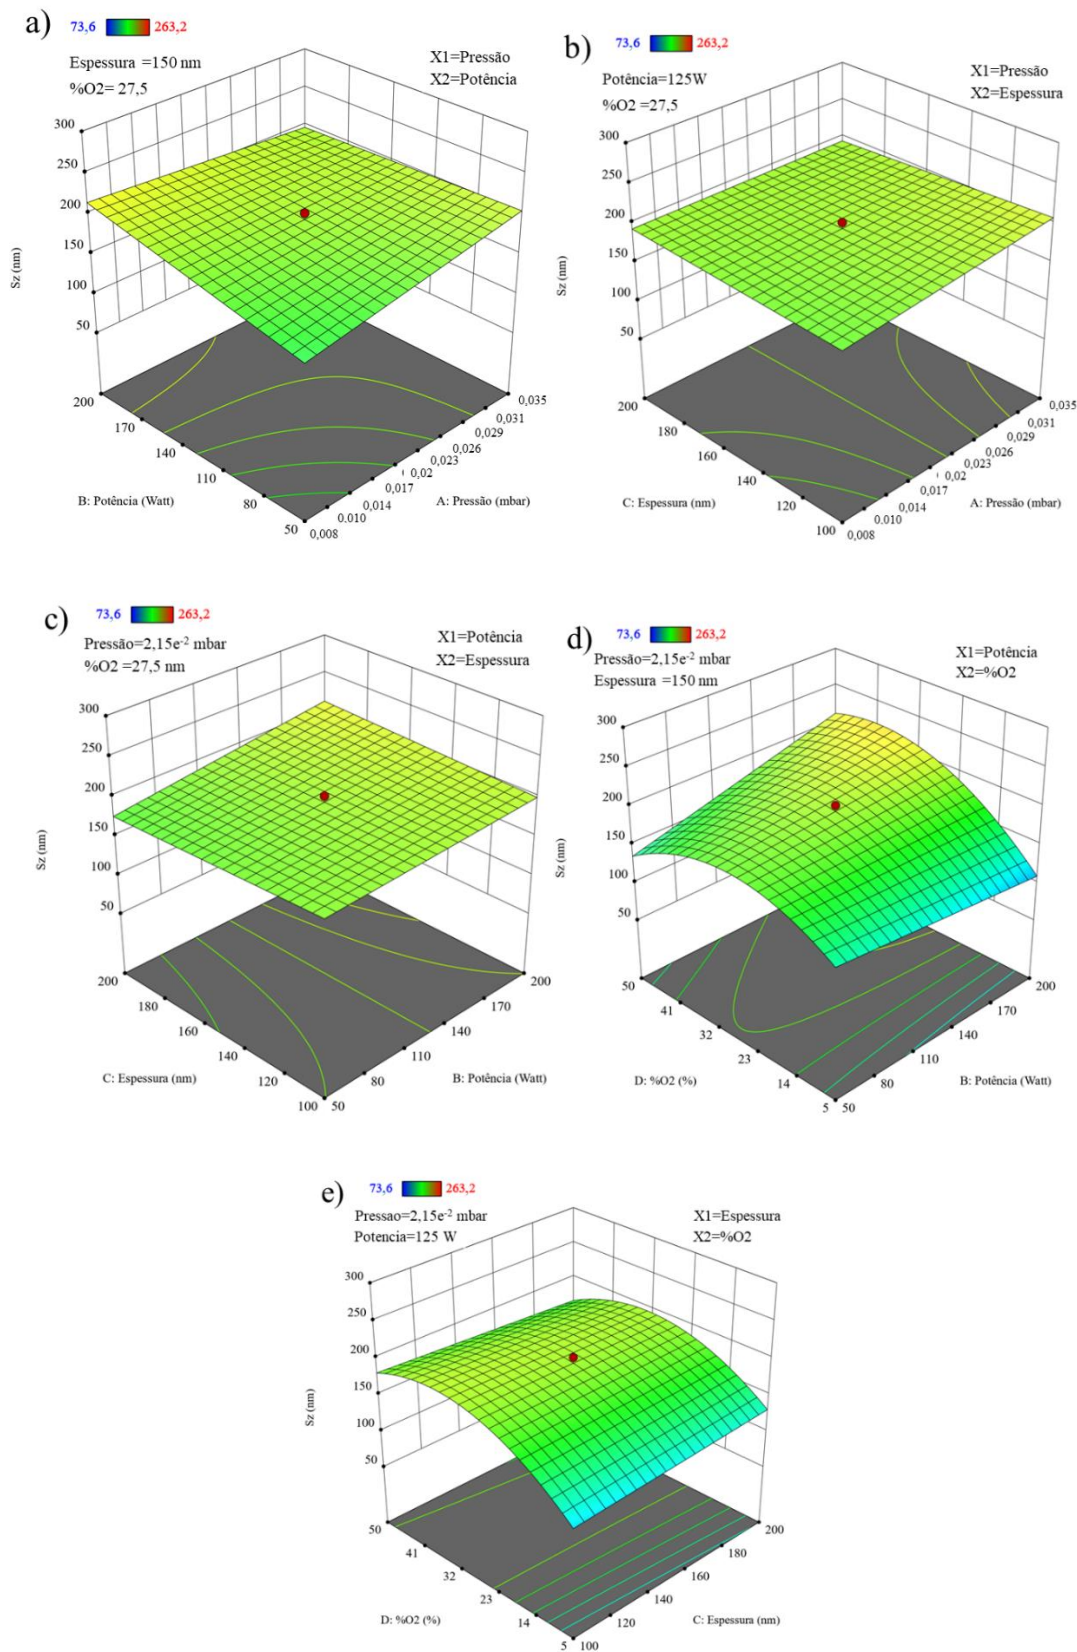 a)
73,6 263,2
Espessura =150 nm
%O2= 27,5
X1=Pressão
X2=Potência
300
250
200
150
100
50
Sz (nm)
200
170
140
110
80
50
B: Potência (Watt)
0,035
0,031
0,029
0,026
0,023
0,02
0,017
0,014
0,010
0,008
A: Pressão (mbar)
b)
73,6 263,2
Potência=125W
%O2 =27,5
X1=Pressão
X2=Espessura
300
250
200
150
100
50
Sz (nm)
200
180
160
140
120
100
C: Espessura (nm)
0,035
0,031
0,029
0,026
0,023
0,02
0,017
0,014
0,010
0,008
A: Pressão (mbar)
c)
73,6 263,2
Pressão=2,15e-2 mbar
%O2 =27,5 nm
X1=Potência
X2=Espessura
300
250
200
150
100
50
Sz (nm)
200
180
160
140
120
100
C: Espessura (nm)
200
170
140
110
80
50
B: Potência (Watt)
d)
73,6 263,2
Pressão=2,15e-2 mbar
Espessura =150 nm
X1=Potência
X2=%O2
300
250
200
150
100
50
Sz (nm)
50
41
32
23
14
5
D: %O2 (%)
200
170
140
110
80
50
B: Potência (Watt)
e)
73,6 263,2
Pressao=2,15e-2 mbar
Potencia=125 W
X1=Espessura
X2=%O2
300
250
200
150
100
50
Sz (nm)
50
41
32
23
14
5
D: %O2 (%)
200
180
160
140
120
100
C: Espessura (nm)